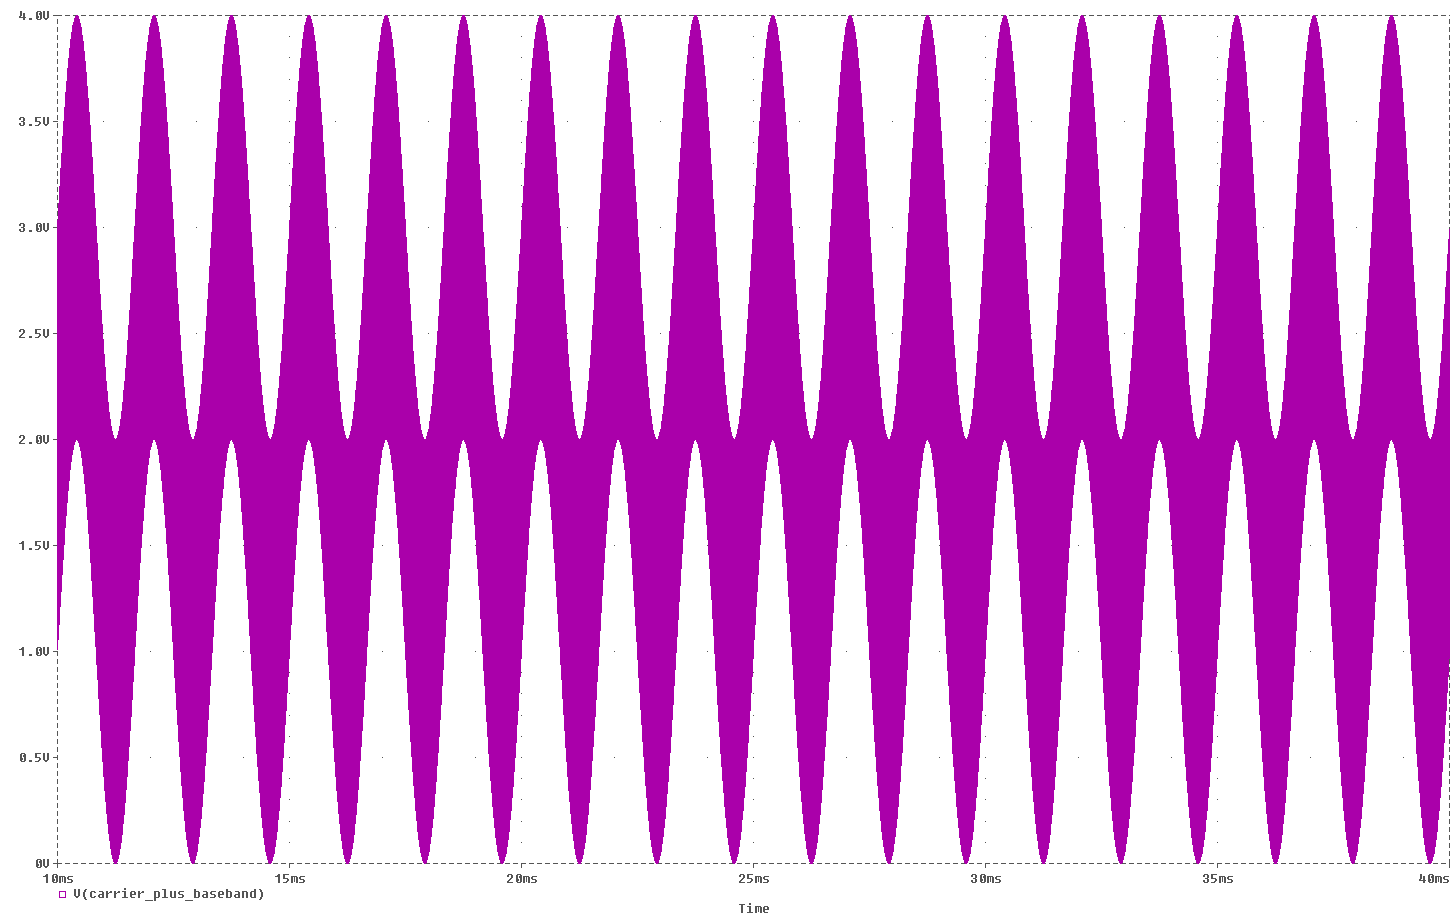 4.0V
3.5V
3.0V
2.5V
2.0V
1.5V
1.0V
0.5V
0V
10ms 15ms 20ms 25ms 30ms 35ms 40ms
V(carrier_plus_baseband)
Time